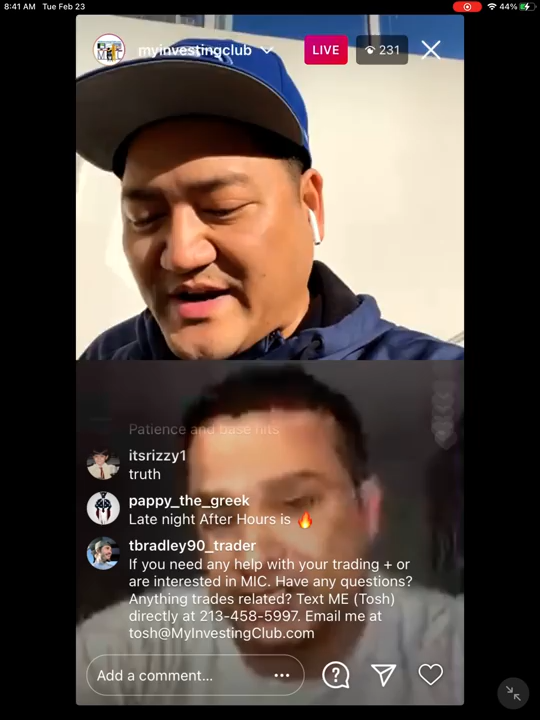 8:41 AM Tue Feb 23
44%
myinvestingclub
LIVE
231
Patience and base hits
itsrizzy1
truth
pappy_the_greek
Late night After Hours is 🔥
tbradley90_trader
If you need any help with your trading + or
are interested in MIC. Have any questions?
Anything trades related? Text ME (Tosh)
directly at 213-458-5997. Email me at
tosh@MyInvestingClub.com
Add a comment...